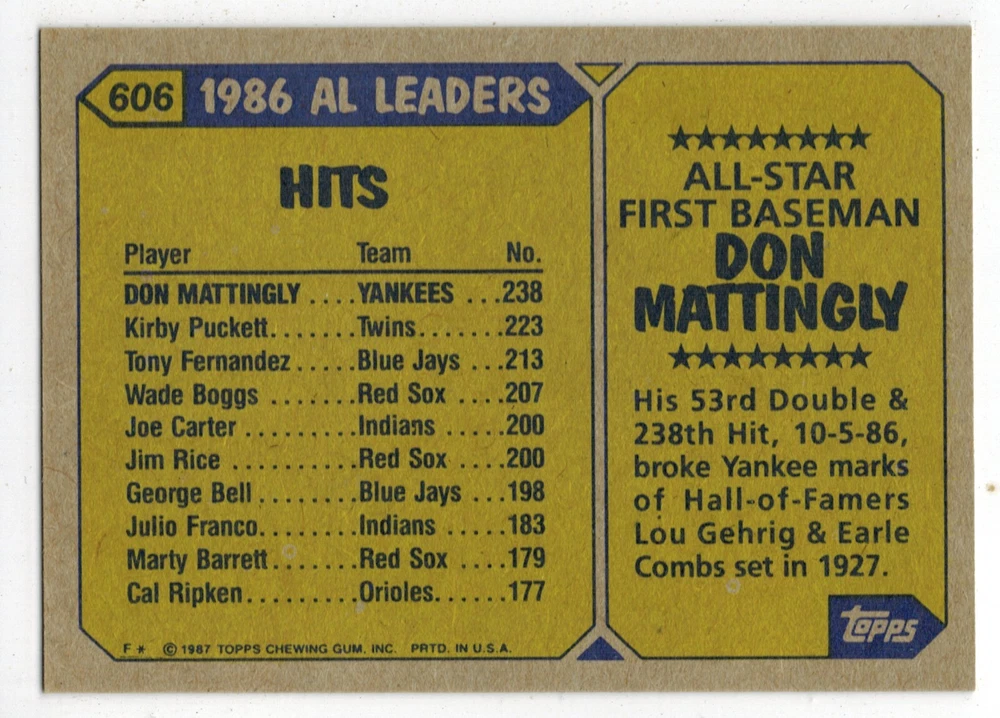 606 1986 AL LEADERS
HITS
Player Team No.
DON MATTINGLY ....YANKEES ...238
Kirby Puckett.......Twins.......223
Tony Fernandez .....Blue Jays ...213
Wade Boggs .......Red Sox ....207
Joe Carter .........Indians .....200
Jim Rice ..........Red Sox ....200
George Bell ........Blue Jays ...198
Julio Franco........Indians .....183
Marty Barrett.......Red Sox ....179
Cal Ripken.........Orioles......177
F * © 1987 TOPPS CHEWING GUM, INC. PRTD. IN U.S.A.
★★★★★★★★
ALL-STAR
FIRST BASEMAN
DON
MATTINGLY
★★★★★★★★
His 53rd Double &
238th Hit, 10-5-86,
broke Yankee marks
of Hall-of-Famers
Lou Gehrig & Earle
Combs set in 1927.
topps